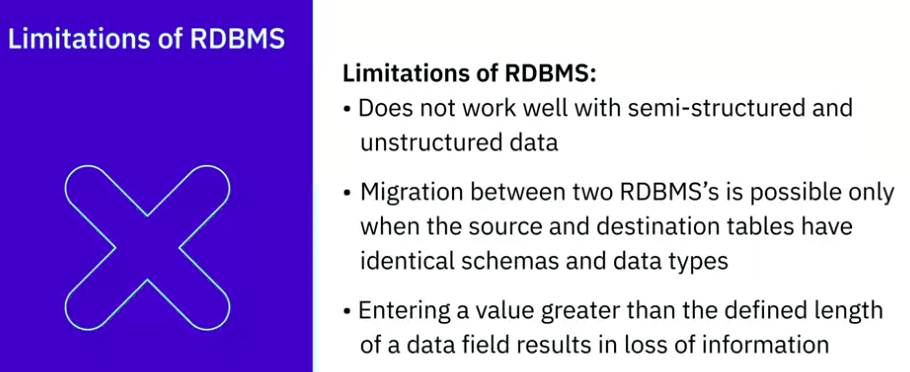 Limitations of RDBMS
Limitations of RDBMS:
• Does not work well with semi-structured and
unstructured data
• Migration between two RDBMS's is possible only
when the source and destination tables have
identical schemas and data types
• Entering a value greater than the defined length
of a data field results in loss of information